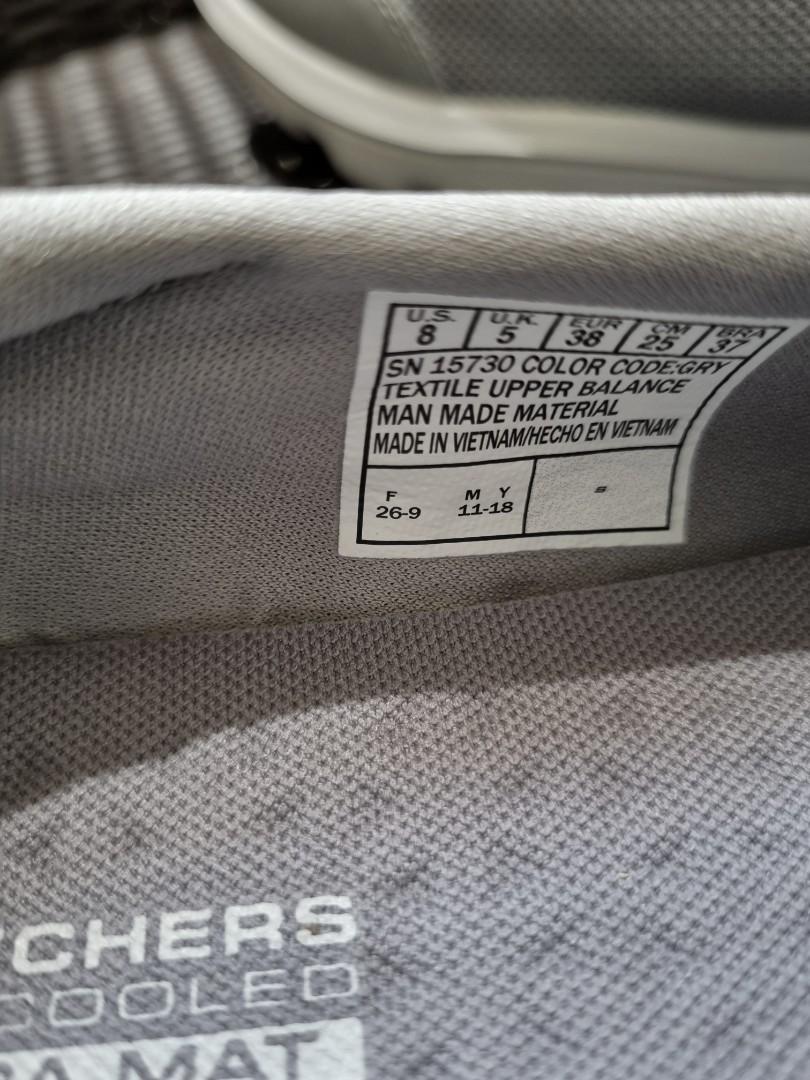 U.S. U.K. EUR CM BRA
8 5 38 25 37
SN 15730 COLOR CODE:GRY
TEXTILE UPPER BALANCE
MAN MADE MATERIAL
MADE IN VIETNAM/HECHO EN VIETNAM
F M Y
26-9 11-18
CHERS
COOLED
MAT